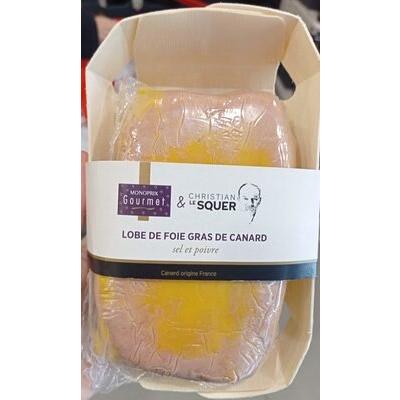 MONOPRIX
Gourmet
&
CHRISTIAN
LE SQUER
LOBE DE FOIE GRAS DE CANARD
sel et poivre
Canard origine France